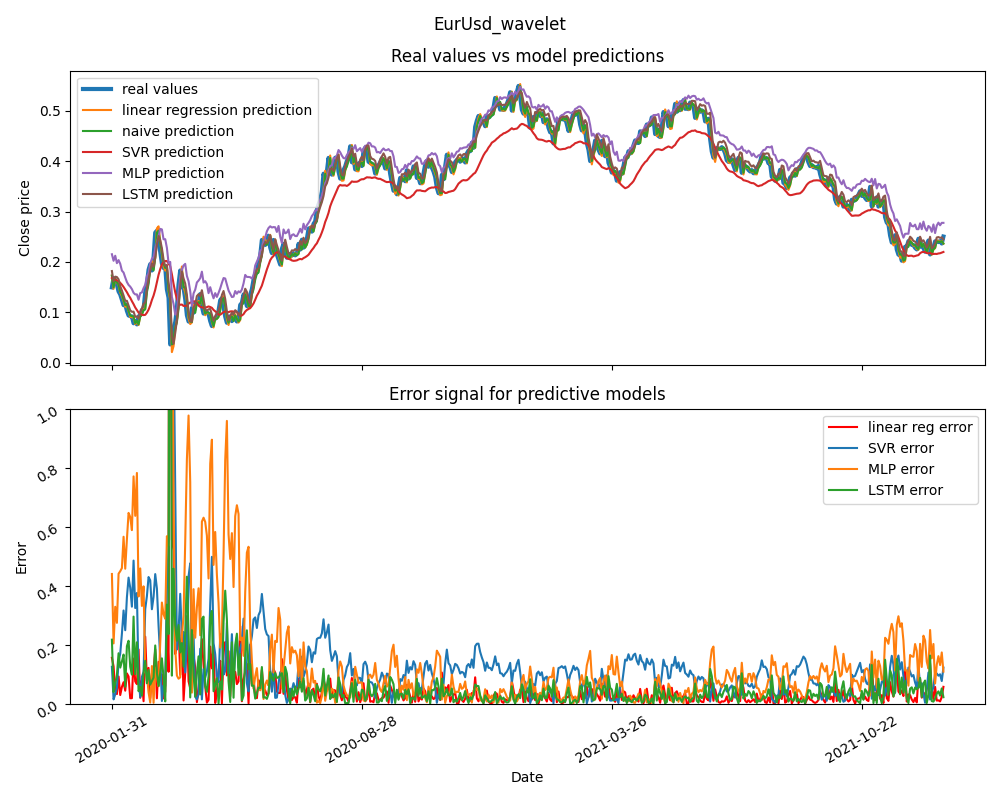 EurUsd_wavelet
Real values vs model predictions
real values
linear regression prediction
naive prediction
SVR prediction
MLP prediction
LSTM prediction
Close price
0.5
0.4
0.3
0.2
0.1
0.0
Error signal for predictive models
linear reg error
SVR error
MLP error
LSTM error
Error
1.0
0.8
0.6
0.4
0.2
0.0
2020-01-31
2020-08-28
2021-03-26
2021-10-22
Date